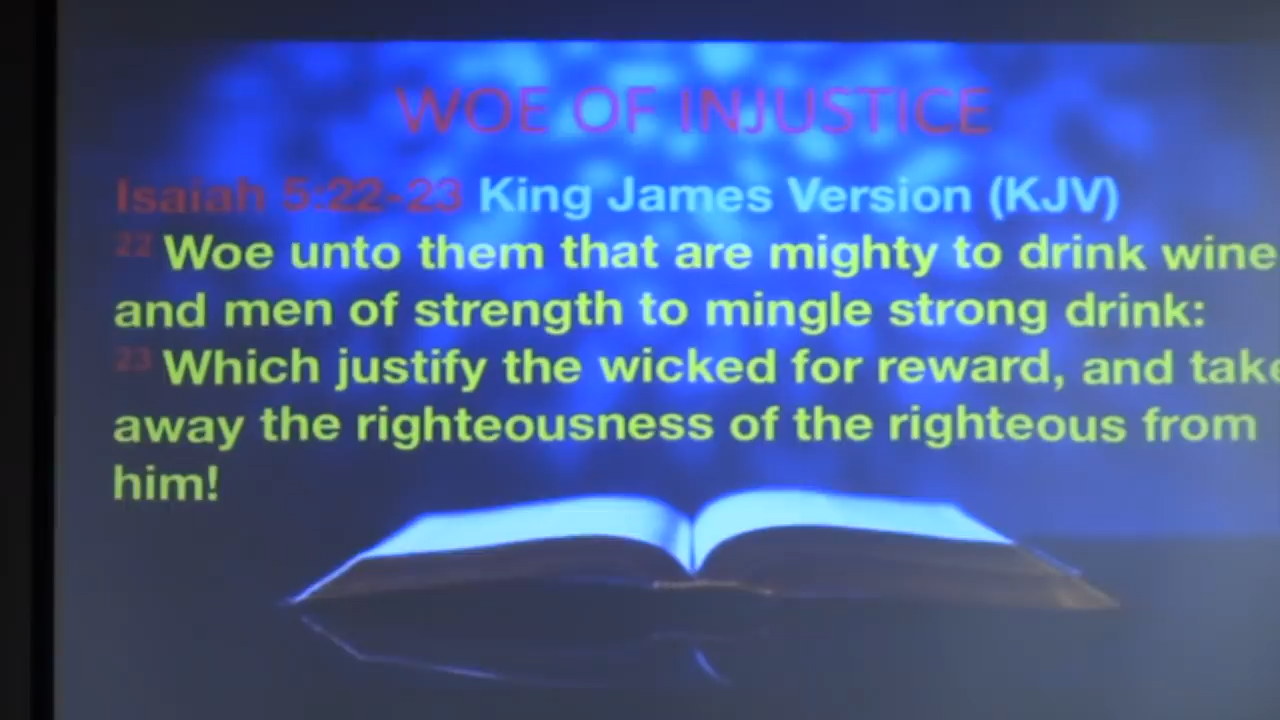 WOE OF INJUSTICE
Isaiah 5:22-23 King James Version (KJV)
22 Woe unto them that are mighty to drink wine
and men of strength to mingle strong drink:
23 Which justify the wicked for reward, and take
away the righteousness of the righteous from
him!